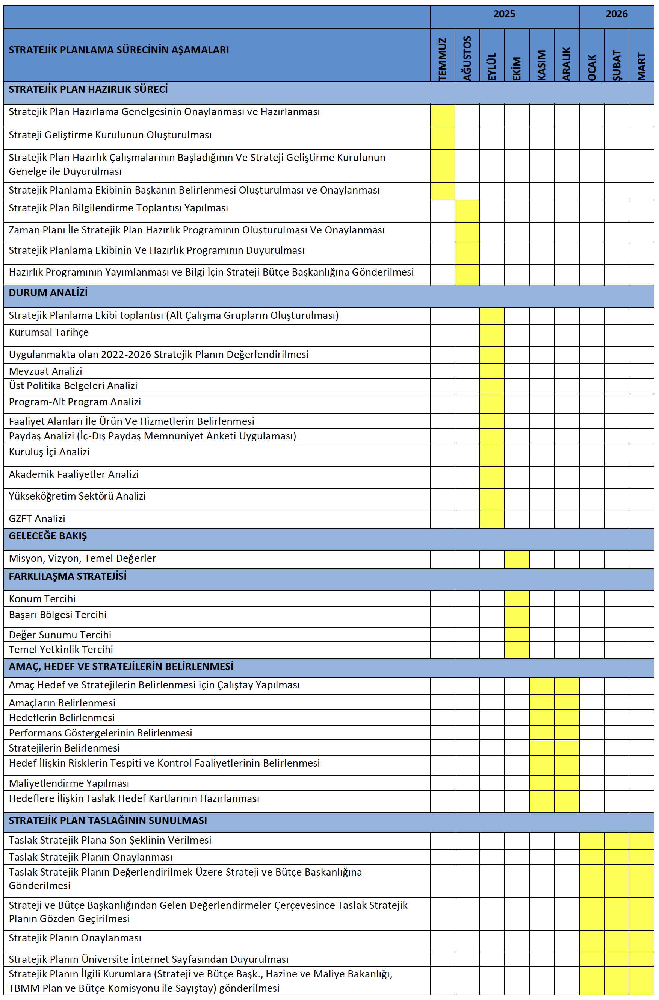 2025 2026
STRATEJİK PLANLAMA SÜRECİNİN AŞAMALARI
TEMMUZ
AĞUSTOS
EYLÜL
EKİM
KASIM
ARALIK
OCAK
ŞUBAT
MART
STRATEJİK PLAN HAZIRLIK SÜRECİ
Stratejik Plan Hazırlama Genelgesinin Onaylanması ve Hazırlanması
Strateji Geliştirme Kurulunun Oluşturulması
Stratejik Plan Hazırlık Çalışmalarının Başladığının Ve Strateji Geliştirme Kurulunun
Genelge ile Duyurulması
Stratejik Planlama Ekibinin Başkanın Belirlenmesi Oluşturulması ve Onaylanması
Stratejik Plan Bilgilendirme Toplantısı Yapılması
Zaman Planı İle Stratejik Plan Hazırlık Programının Oluşturulması Ve Onaylanması
Stratejik Planlama Ekibinin Ve Hazırlık Programının Duyurulması
Hazırlık Programının Yayımlanması ve Bilgi İçin Strateji Bütçe Başkanlığına Gönderilmesi
DURUM ANALİZİ
Stratejik Planlama Ekibi toplantısı (Alt Çalışma Grupların Oluşturulması)
Kurumsal Tarihçe
Uygulanmakta olan 2022-2026 Stratejik Planın Değerlendirilmesi
Mevzuat Analizi
Üst Politika Belgeleri Analizi
Program-Alt Program Analizi
Faaliyet Alanları İle Ürün Ve Hizmetlerin Belirlenmesi
Paydaş Analizi (İç-Dış Paydaş Memnuniyet Anketi Uygulaması)
Kuruluş İçi Analizi
Akademik Faaliyetler Analizi
Yükseköğretim Sektörü Analizi
GZFT Analizi
GELECEĞE BAKIŞ
Misyon, Vizyon, Temel Değerler
FARKLILAŞMA STRATEJİSİ
Konum Tercihi
Başarı Bölgesi Tercihi
Değer Sunumu Tercihi
Temel Yetkinlik Tercihi
AMAÇ, HEDEF VE STRATEJİLERİN BELİRLENMESİ
Amaç Hedef ve Stratejilerin Belirlenmesi için Çalıştay Yapılması
Amaçların Belirlenmesi
Hedeflerin Belirlenmesi
Performans Göstergelerinin Belirlenmesi
Stratejilerin Belirlenmesi
Hedef İlişkin Risklerin Tespiti ve Kontrol Faaliyetlerinin Belirlenmesi
Maliyetlendirme Yapılması
Hedeflere İlişkin Taslak Hedef Kartlarının Hazırlanması
STRATEJİK PLAN TASLAĞININ SUNULMASI
Taslak Stratejik Plana Son Şeklinin Verilmesi
Taslak Stratejik Planın Onaylanması
Taslak Stratejik Planın Değerlendirilmek Üzere Strateji ve Bütçe Başkanlığına
Gönderilmesi
Strateji ve Bütçe Başkanlığından Gelen Değerlendirmeler Çerçevesince Taslak Stratejik
Planın Gözden Geçirilmesi
Stratejik Planın Onaylanması
Stratejik Planın Üniversite İnternet Sayfasından Duyurulması
Stratejik Planın İlgili Kurumlara (Strateji ve Bütçe Başk., Hazine ve Maliye Bakanlığı,
TBMM Plan ve Bütçe Komisyonu ile Sayıştay) gönderilmesi